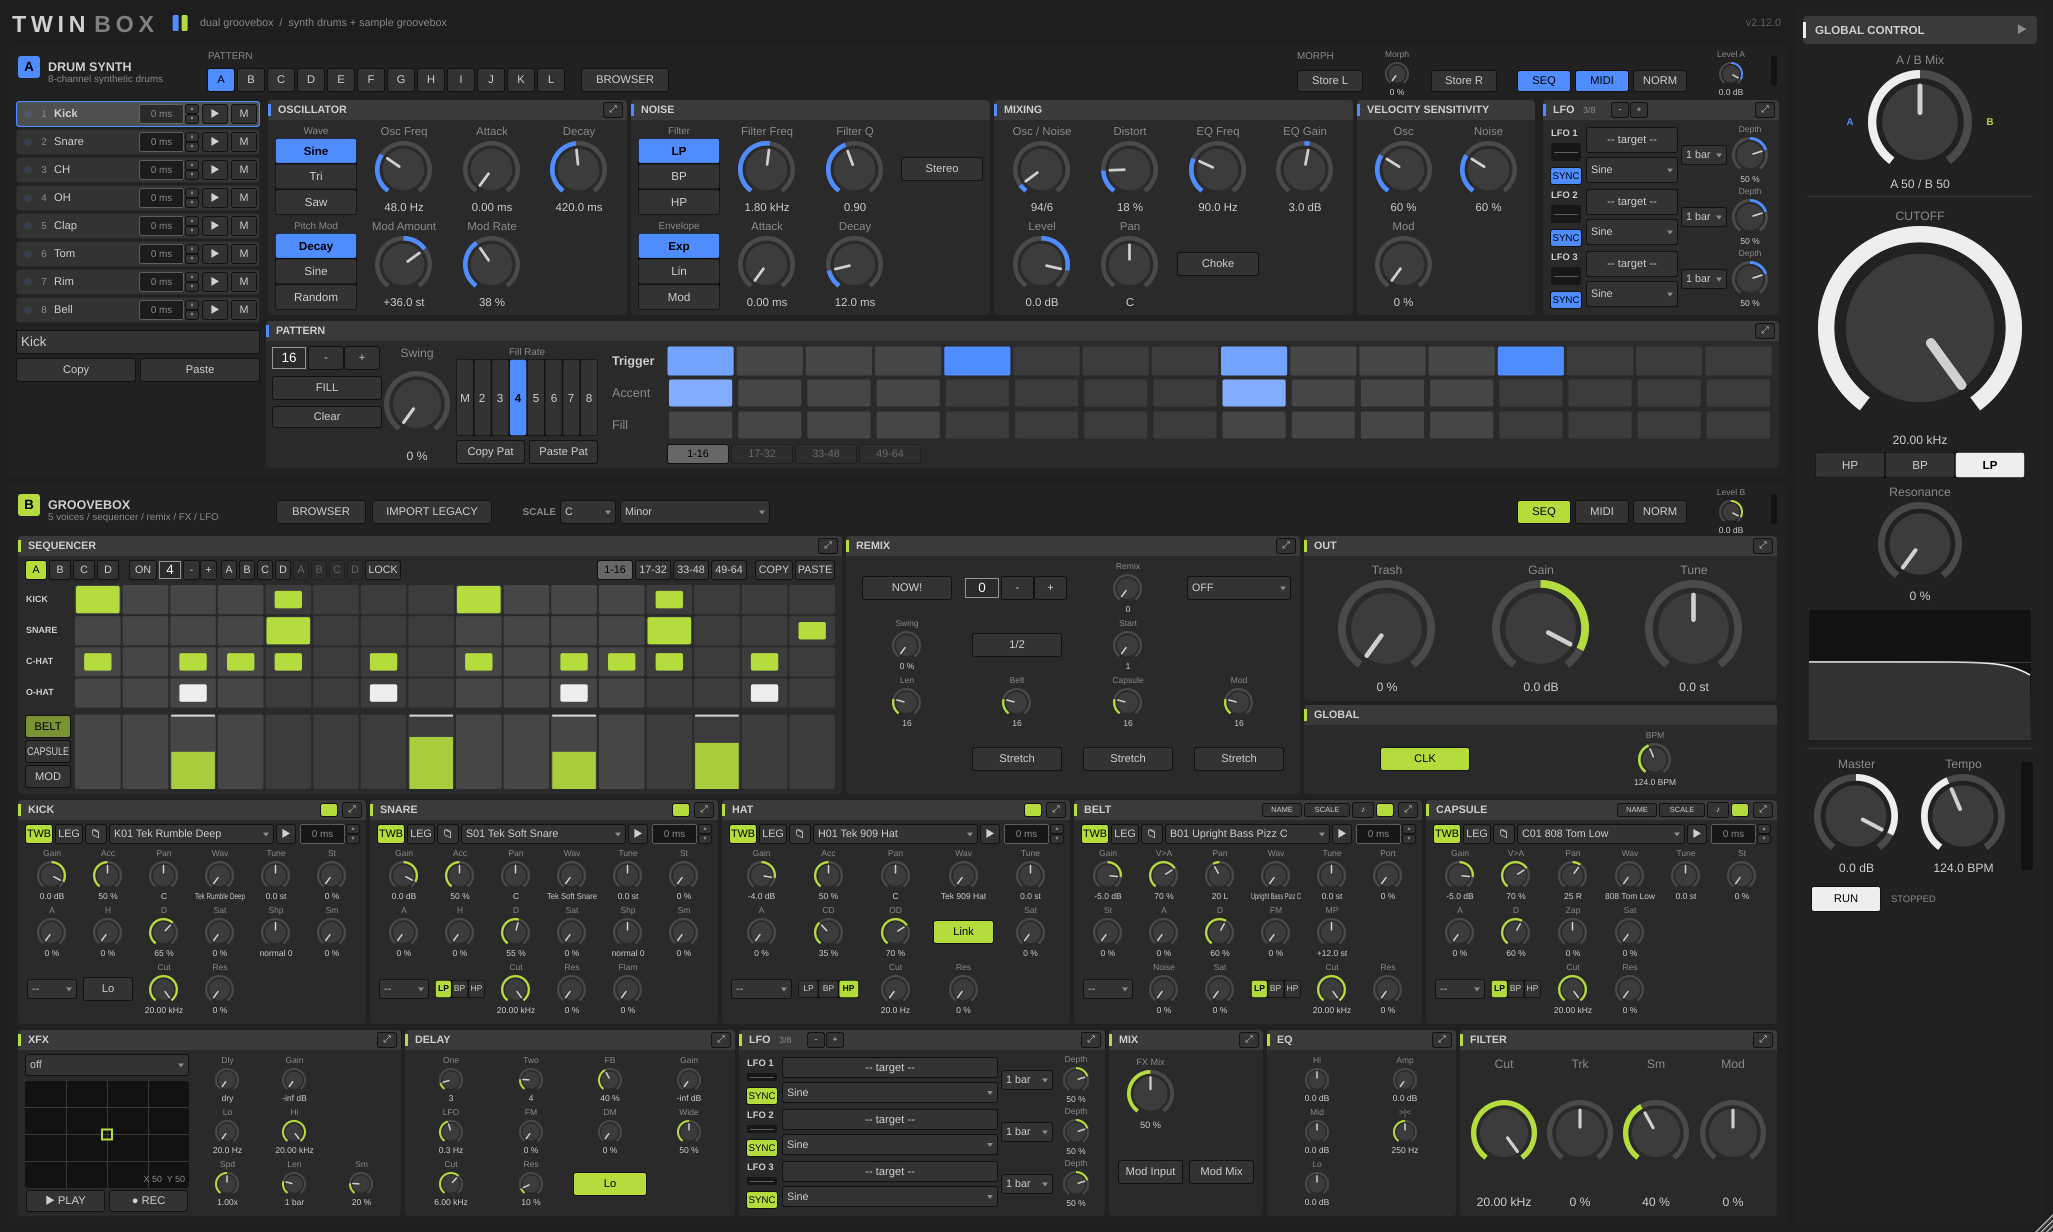 TWIN BOX dual groovebox / synth drums + sample groovebox v2.12.0
GLOBAL CONTROL
A DRUM SYNTH
8-channel synthetic drums
PATTERN
A B C D E F G H I J K L BROWSER
MORPH
Store L Morph 0 % Store R SEQ MIDI NORM Level A 0.0 dB
1 Kick 0 ms M
2 Snare 0 ms M
3 CH 0 ms M
4 OH 0 ms M
5 Clap 0 ms M
6 Tom 0 ms M
7 Rim 0 ms M
8 Bell 0 ms M
Kick
Copy Paste
OSCILLATOR
Wave Osc Freq Attack Decay
Sine
Tri
Saw
48.0 Hz 0.00 ms 420.0 ms
Pitch Mod Mod Amount Mod Rate
Decay
Sine
Random
+36.0 st 38 %
NOISE
Filter Filter Freq Filter Q
LP
BP
HP
Stereo
1.80 kHz 0.90
Envelope Attack Decay
Exp
Lin
Mod
0.00 ms 12.0 ms
MIXING
Osc / Noise Distort EQ Freq EQ Gain
94/6 18 % 90.0 Hz 3.0 dB
Level Pan
Choke
0.0 dB C
VELOCITY SENSITIVITY
Osc Noise
60 % 60 %
Mod
0 %
LFO 3/8 - +
LFO 1 -- target -- Depth
SYNC Sine 1 bar 50 %
LFO 2 -- target -- Depth
SYNC Sine 1 bar 50 %
LFO 3 -- target -- Depth
SYNC Sine 1 bar 50 %
PATTERN
16 - + Swing Fill Rate
FILL
Clear
0 %
M 2 3 4 5 6 7 8
Copy Pat Paste Pat
Trigger
Accent
Fill
1-16 17-32 33-48 49-64
B GROOVEBOX
5 voices / sequencer / remix / FX / LFO
BROWSER IMPORT LEGACY SCALE C Minor
SEQ MIDI NORM Level B 0.0 dB
SEQUENCER
A B C D ON 4 - + A B C D A B C D LOCK 1-16 17-32 33-48 49-64 COPY PASTE
KICK
SNARE
C-HAT
O-HAT
BELT
CAPSULE
MOD
REMIX
NOW! 0 - + Remix 0 OFF
Swing 0 % 1/2 Start 1
Len Belt Capsule Mod
16 16 16 16
Stretch Stretch Stretch
OUT
Trash Gain Tune
0 % 0.0 dB 0.0 st
GLOBAL
CLK BPM 124.0 BPM
KICK
TWB LEG K01 Tek Rumble Deep 0 ms
Gain Acc Pan Wav Tune St
0.0 dB 50 % C Tek Rumble Deep 0.0 st 0 %
A H D Sat Shp Sm
0 % 0 % 65 % 0 % normal 0 0 %
-- Lo Cut Res
20.00 kHz 0 %
SNARE
TWB LEG S01 Tek Soft Snare 0 ms
Gain Acc Pan Wav Tune St
0.0 dB 50 % C Tek Soft Snare 0.0 st 0 %
A H D Sat Shp Sm
0 % 0 % 55 % 0 % normal 0 0 %
-- LP BP HP Cut Res Flam
20.00 kHz 0 % 0 %
HAT
TWB LEG H01 Tek 909 Hat 0 ms
Gain Acc Pan Wav Tune
-4.0 dB 50 % C Tek 909 Hat 0.0 st
A CD OD Link Sat
0 % 35 % 70 % 0 %
-- LP BP HP Cut Res
20.0 Hz 0 %
BELT NAME SCALE ♪
TWB LEG B01 Upright Bass Pizz C 0 ms
Gain V>A Pan Wav Tune Port
-5.0 dB 70 % 20 L Upright Bass Pizz C 0.0 st 0 %
St A D FM MP
0 % 0 % 60 % 0 % +12.0 st
-- Noise Sat LP BP HP Cut Res
0 % 0 % 20.00 kHz 0 %
CAPSULE NAME SCALE ♪
TWB LEG C01 808 Tom Low 0 ms
Gain V>A Pan Wav Tune St
-5.0 dB 70 % 25 R 808 Tom Low 0.0 st 0 %
A D Zap Sat
0 % 60 % 0 % 0 %
-- LP BP HP Cut Res
20.00 kHz 0 %
XFX
off Dly Gain
dry -inf dB
Lo Hi
20.0 Hz 20.00 kHz
Spd Len Sm
X 50 Y 50
PLAY ● REC 1.00x 1 bar 20 %
DELAY
One Two FB Gain
3 4 40 % -inf dB
LFO FM DM Wide
0.3 Hz 0 % 0 % 50 %
Cut Res Lo
6.00 kHz 10 %
LFO 3/8 - +
LFO 1 -- target -- Depth
SYNC Sine 1 bar 50 %
LFO 2 -- target -- Depth
SYNC Sine 1 bar 50 %
LFO 3 -- target -- Depth
SYNC Sine 1 bar 50 %
MIX
FX Mix
50 %
Mod Input Mod Mix
EQ
Hi Amp
0.0 dB 0.0 dB
Mid >|<
0.0 dB 250 Hz
Lo
0.0 dB
FILTER
Cut Trk Sm Mod
20.00 kHz 0 % 40 % 0 %
A / B Mix
A B
A 50 / B 50
CUTOFF
20.00 kHz
HP BP LP
Resonance
0 %
Master Tempo
0.0 dB 124.0 BPM
RUN STOPPED